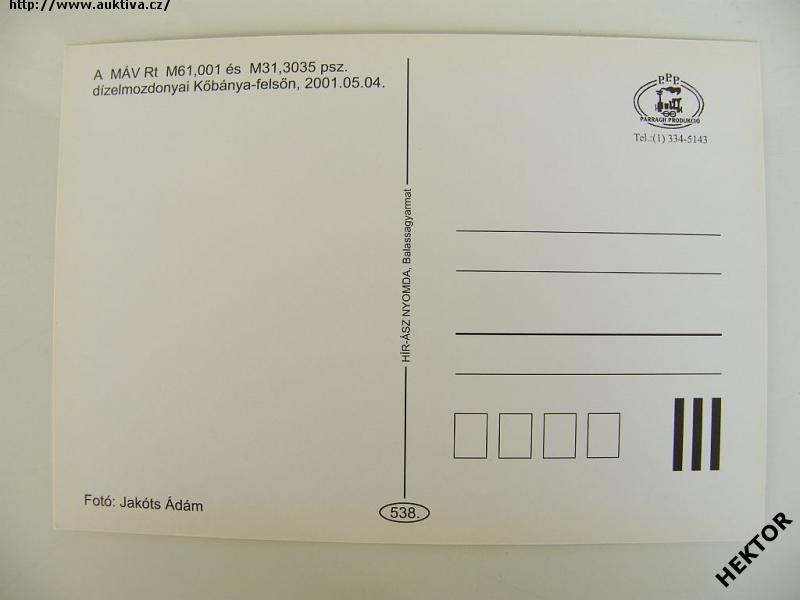 http://www.auktiva.cz/
A MÁV Rt M61,001 és M31,3035 psz.
dízelmozdonyai Kőbánya-felsőn, 2001.05.04.
P.P.P.
PARRAGH PRODUKCIÓ
Tel.:(1) 334-5143
HÍR-ÁSZ NYOMDA, Balassagyarmat
Fotó: Jakóts Ádám
538.
HEKTOR